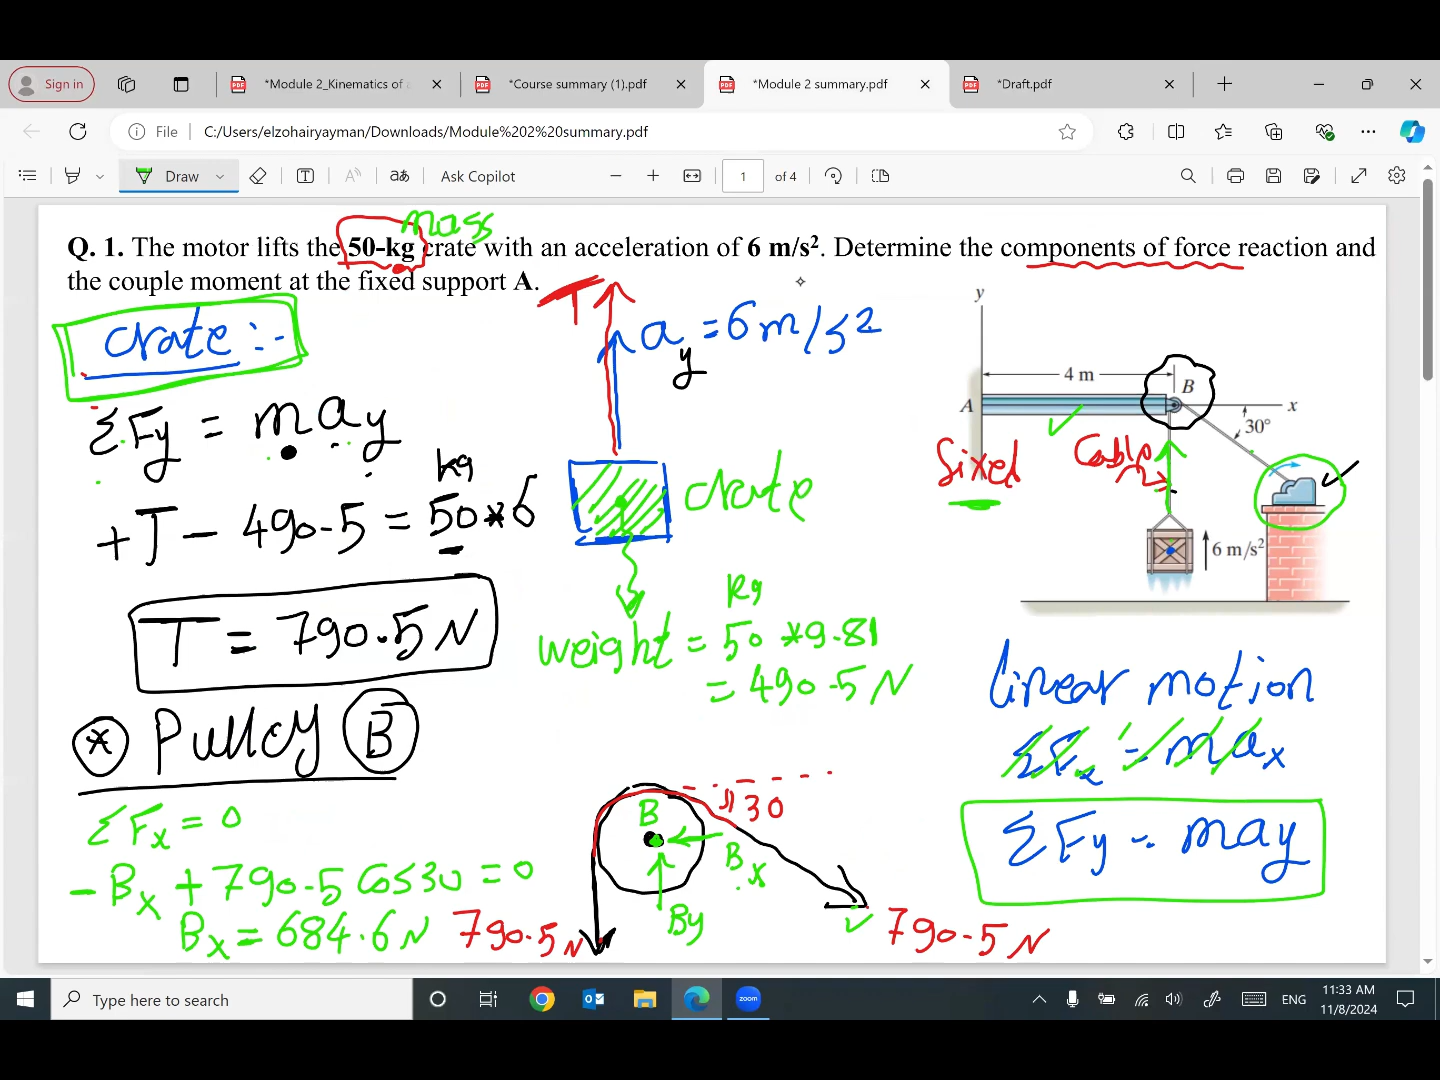 Sign in
*Module 2_Kinematics of a
*Course summary (1).pdf
*Module 2 summary.pdf
*Draft.pdf
File
C:/Users/elzohairyayman/Downloads/Module%202%20summary.pdf
Draw
Ask Copilot
1 of 4
mass
Q. 1. The motor lifts the 50-kg crate with an acceleration of 6 m/s². Determine the components of force reaction and
the couple moment at the fixed support A.
crate :-
ΣFy = may
kg
+T - 490.5 = 50*6
T = 790.5 N
* Pulley B
ΣFx = 0
- Bx + 790.5 cos30 = 0
Bx = 684.6 N
T
ay = 6 m/s2
crate
kg
weight = 50 *9.81
= 490.5 N
30
B
Bx
By
790.5 N
790.5 N
y
4 m
B
A
x
30°
fixed
Cable
6 m/s²
linear motion
ΣFx = max
ΣFy = may
Type here to search
zoom
ENG
11:33 AM
11/8/2024